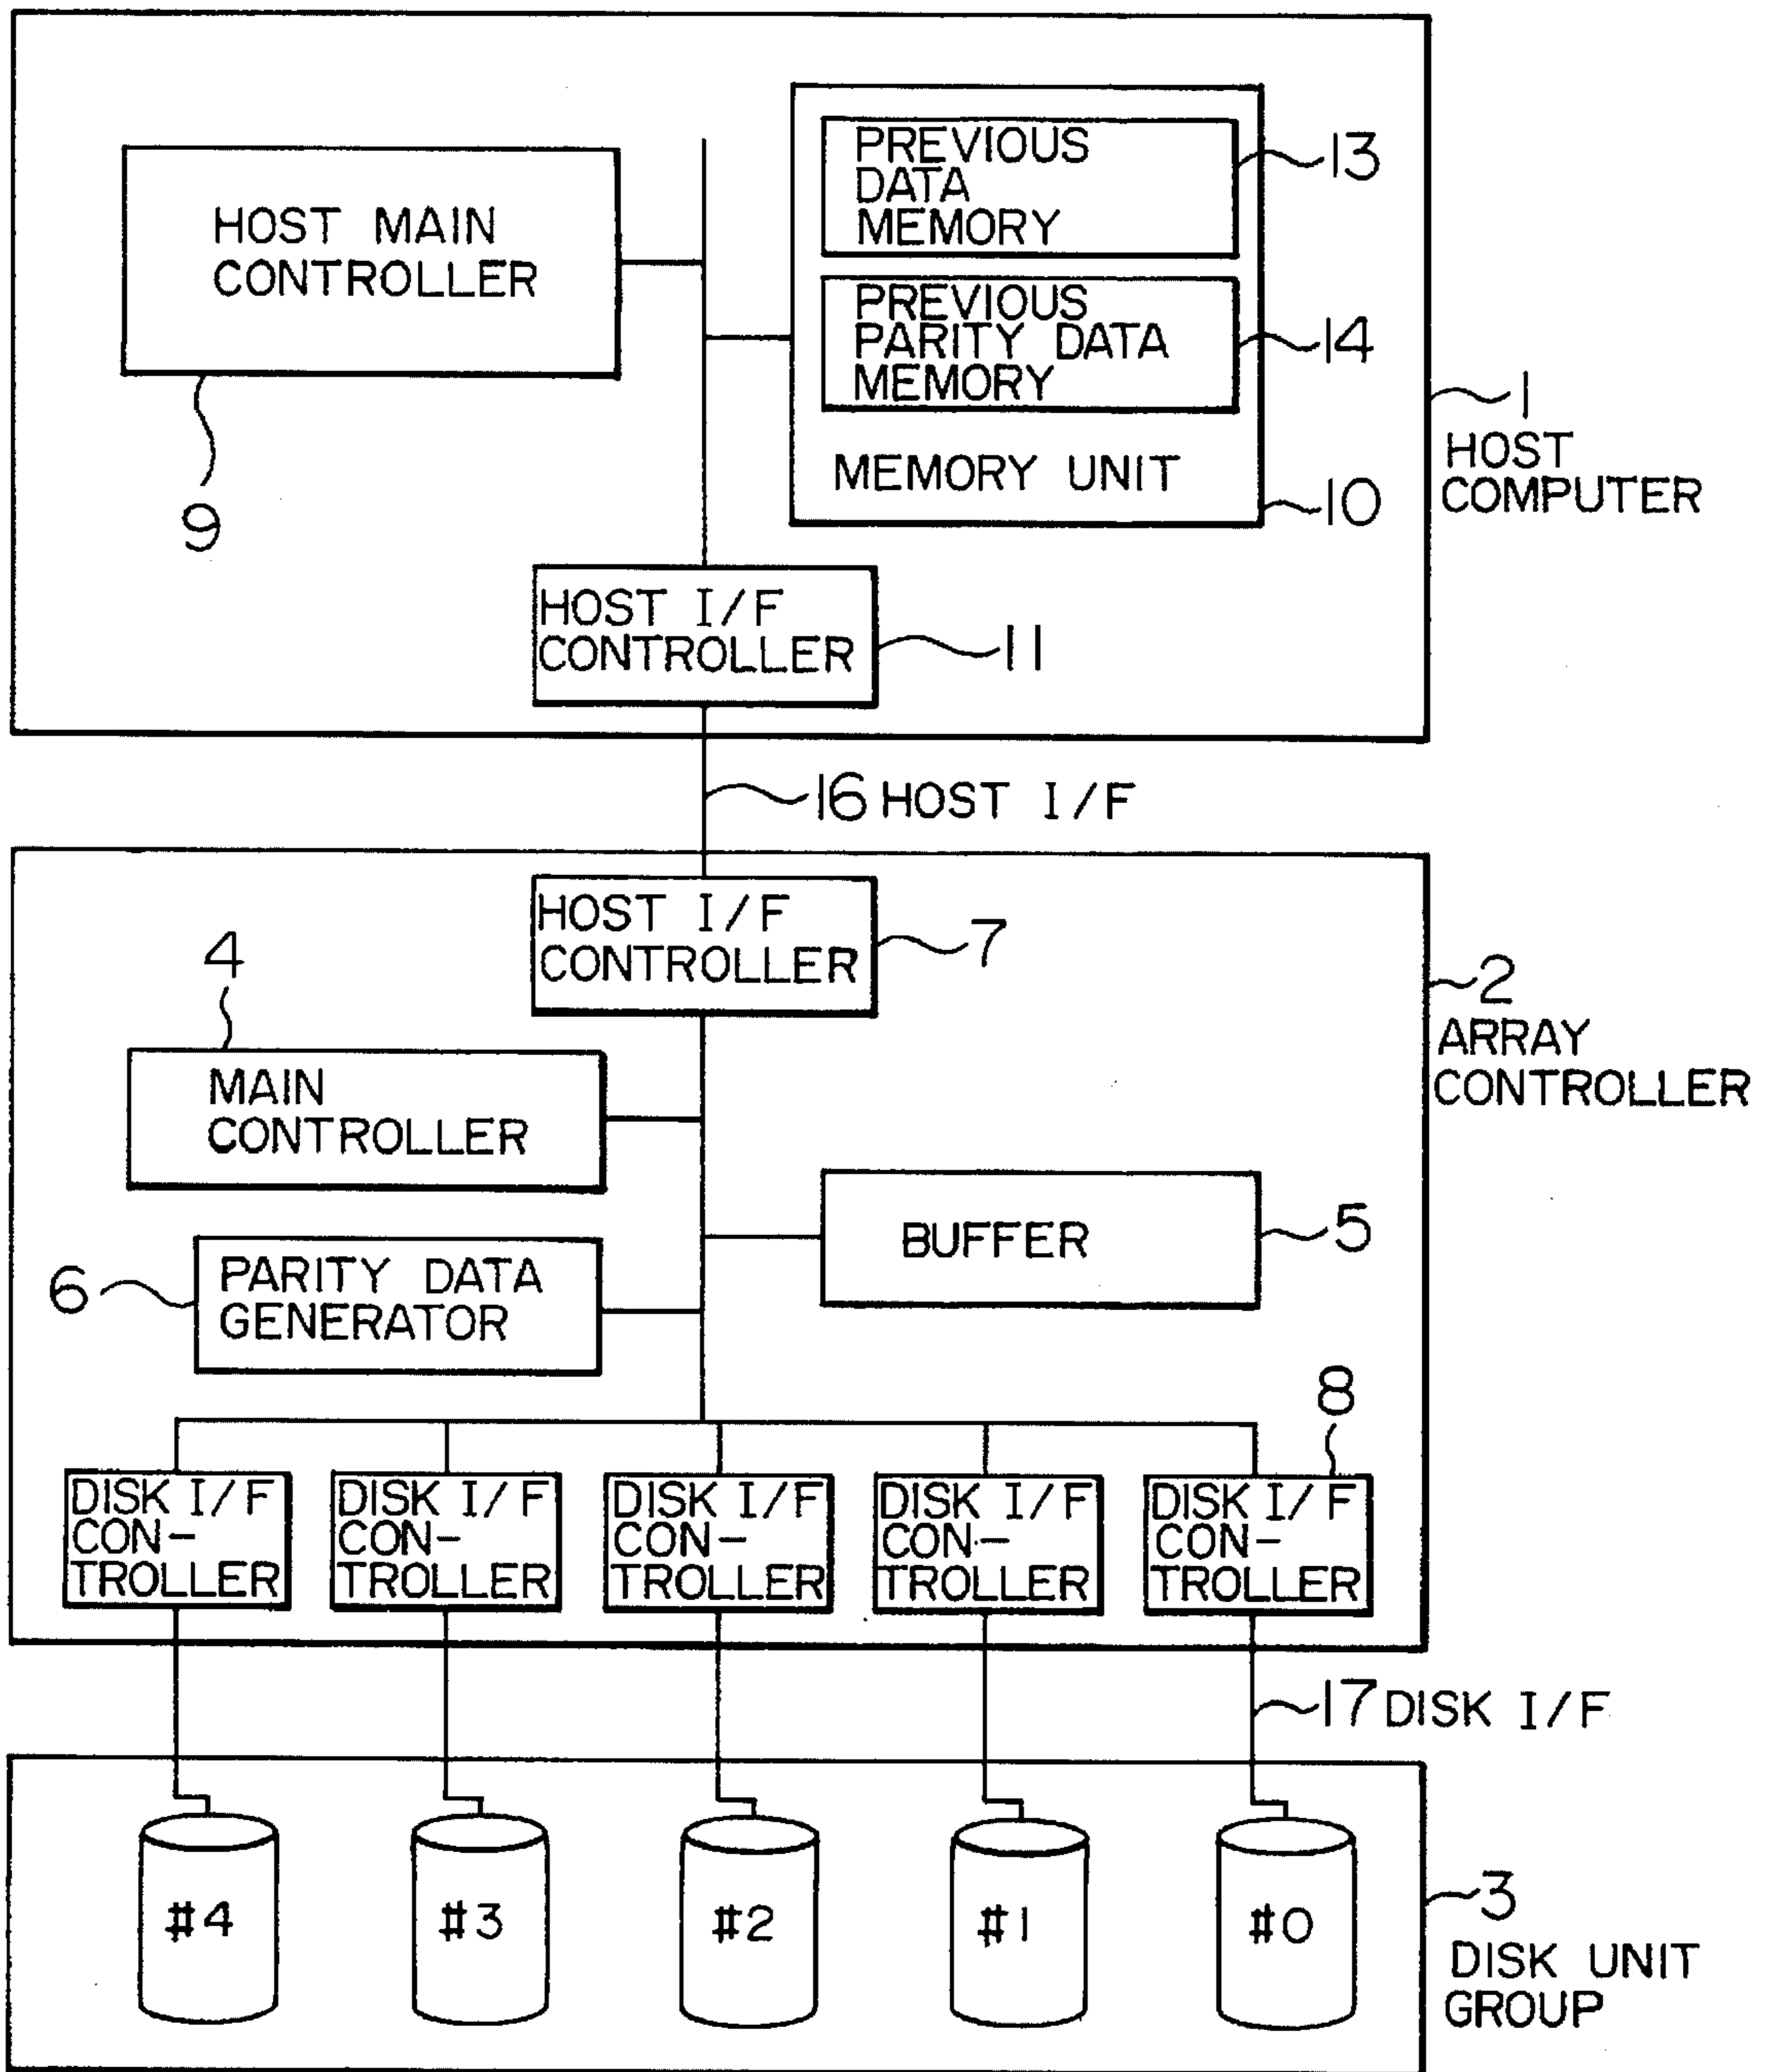 PREVIOUS
DATA
MEMORY
13
HOST MAIN
CONTROLLER
PREVIOUS
PARITY DATA
MEMORY
14
1
HOST
COMPUTER
MEMORY UNIT
10
9
HOST I/F
CONTROLLER
11
16 HOST I/F
HOST I/F
CONTROLLER
7
4
2
ARRAY
CONTROLLER
MAIN
CONTROLLER
BUFFER
5
6
PARITY DATA
GENERATOR
8
DISK I/F
CON-
TROLLER
DISK I/F
CON-
TROLLER
DISK I/F
CON-
TROLLER
DISK I/F
CON-
TROLLER
DISK I/F
CON-
TROLLER
17 DISK I/F
#4
#3
#2
#1
#0
3
DISK UNIT
GROUP